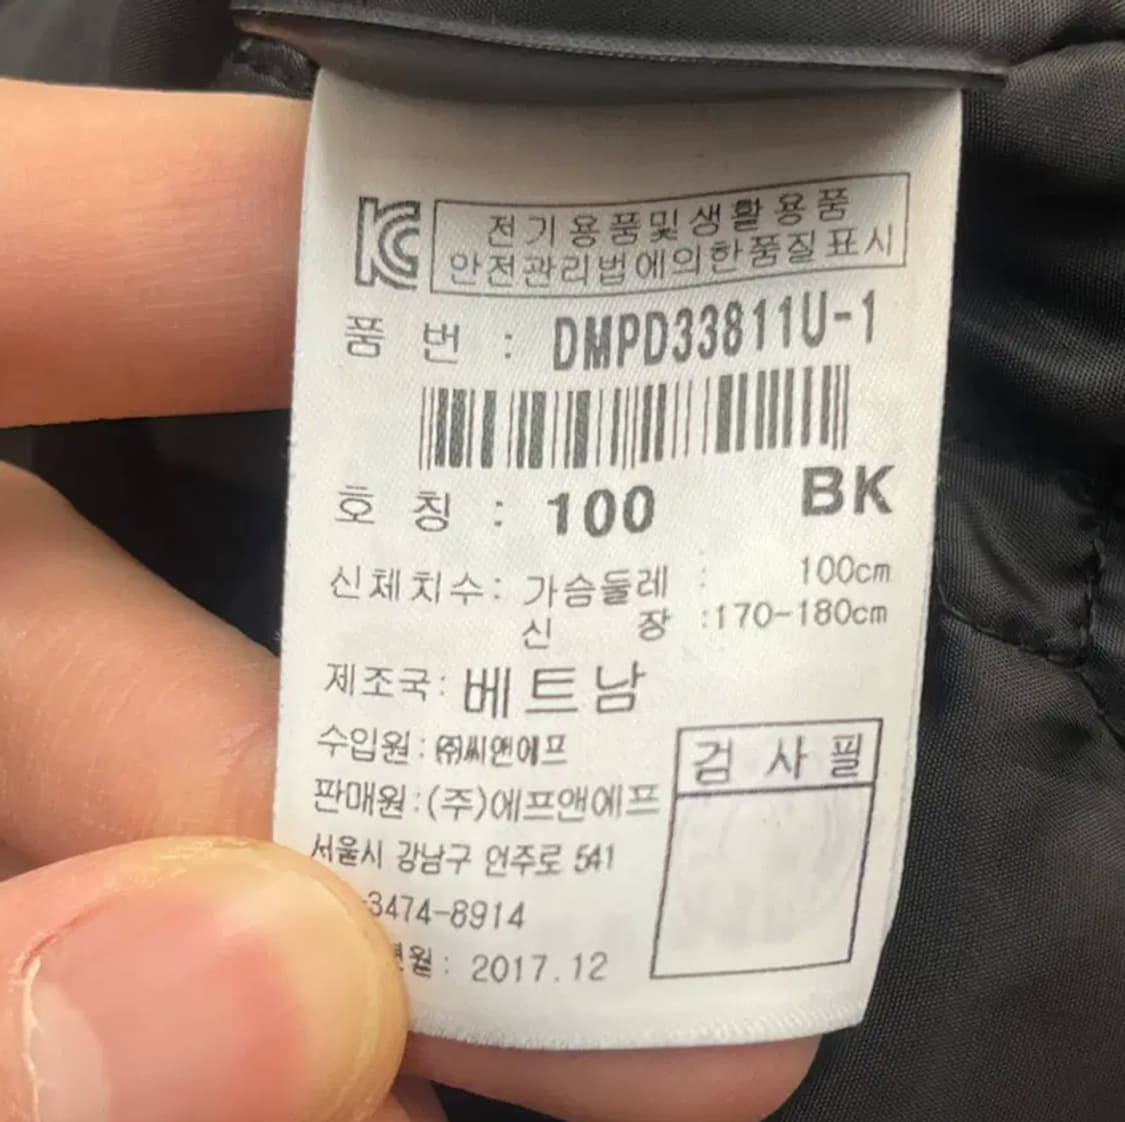 KC
전기용품및생활용품
안전관리법에의한품질표시
품 번 : DMPD33811U-1
호 칭 : 100 BK
신체치수: 가슴둘레 : 100cm
신 장 :170-180cm
제조국: 베트남
수입원: ㈜씨앤에프
판매원:(주)에프앤에프
서울시 강남구 언주로 541
-3474-8914
월: 2017.12
검 사 필